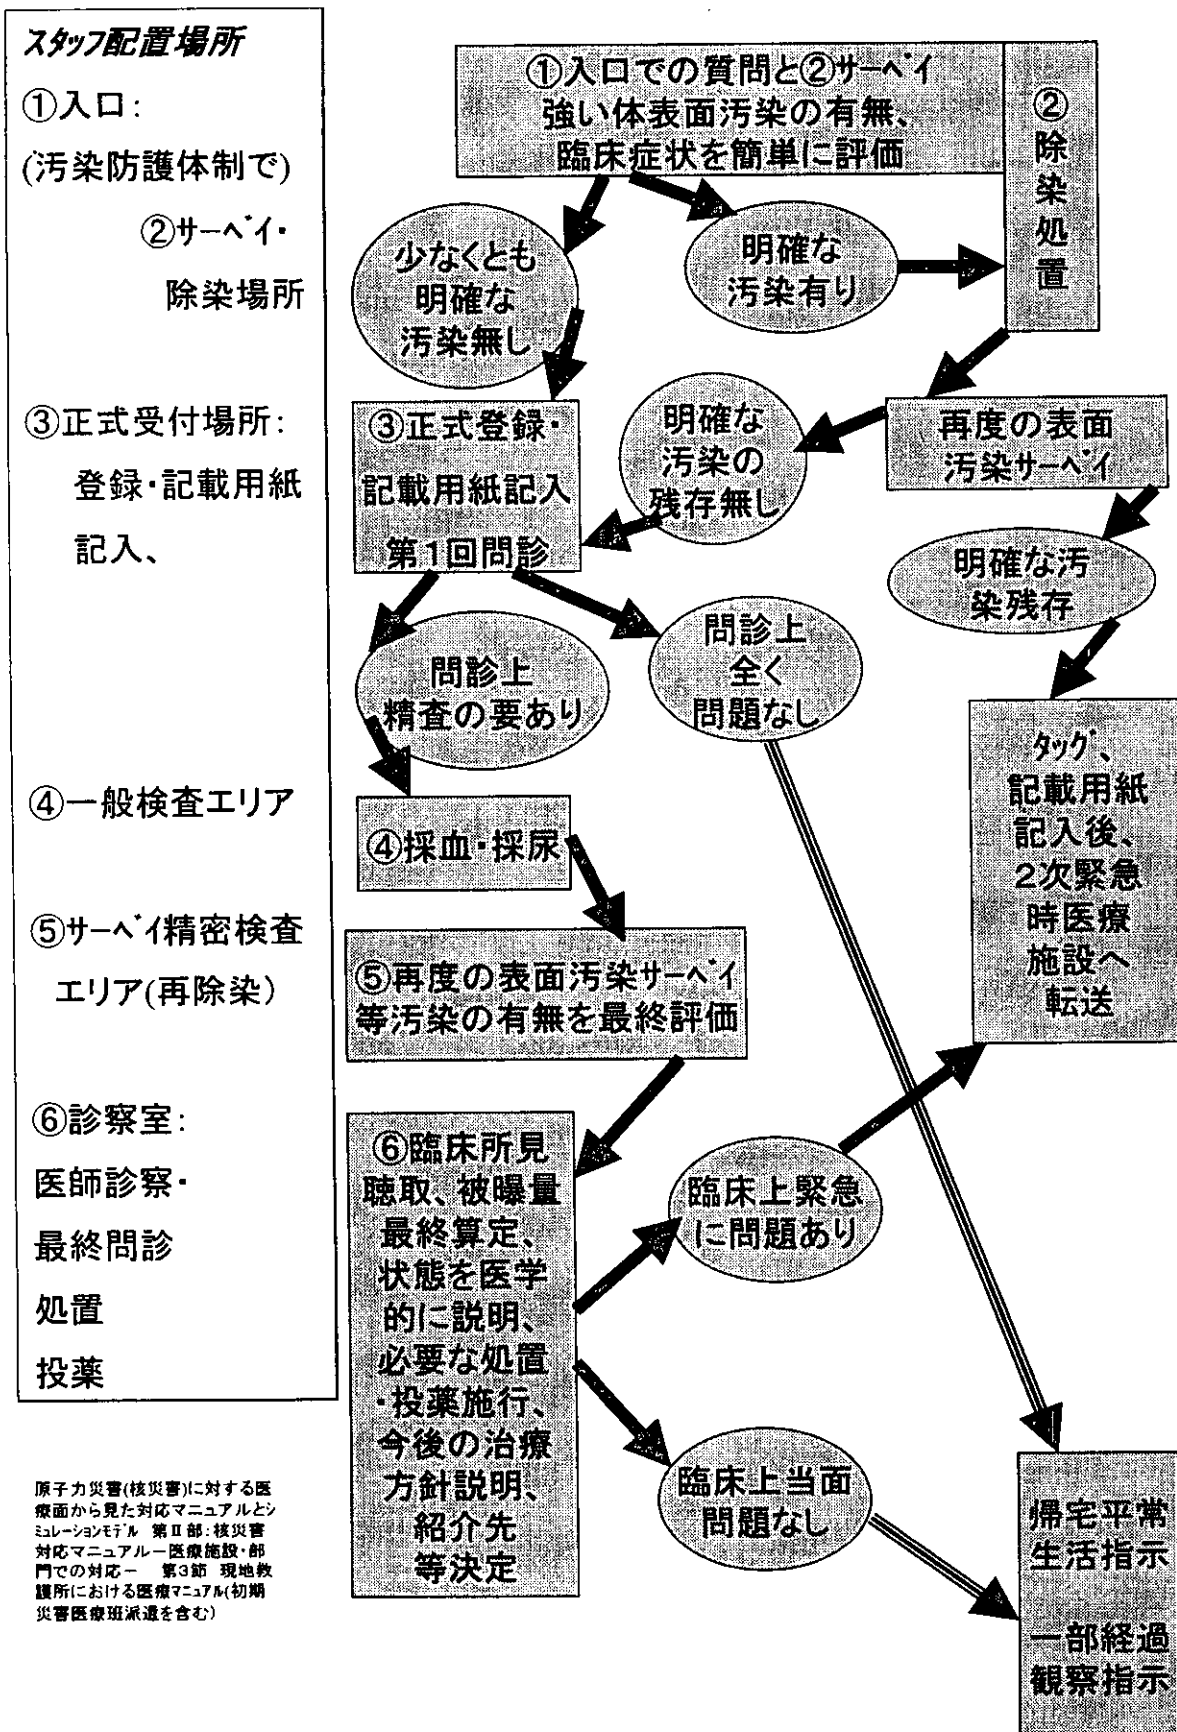 スタッフ配置場所
①入口:
(汚染防護体制で)
②サーベイ・
除染場所
③正式受付場所:
登録・記載用紙
記入、
④一般検査エリア
⑤サーベイ精密検査
エリア(再除染)
⑥診察室:
医師診察・
最終問診
処置
投薬
①入口での質問と②サーベイ
強い体表面汚染の有無、
臨床症状を簡単に評価
②除染処置
少なくとも
明確な
汚染無し
明確な
汚染有り
③正式登録・
記載用紙記入
第1回問診
明確な
汚染の
残存無し
再度の表面
汚染サーベイ
明確な汚
染残存
問診上
精査の要あり
問診上
全く
問題なし
タッグ、
記載用紙
記入後、
2次緊急
時医療
施設へ
転送
④採血・採尿
⑤再度の表面汚染サーベイ
等汚染の有無を最終評価
⑥臨床所見
聴取、被曝量
最終算定、
状態を医学
的に説明、
必要な処置
・投薬施行、
今後の治療
方針説明、
紹介先
等決定
臨床上緊急
に問題あり
臨床上当面
問題なし
帰宅平常
生活指示
一部経過
観察指示
原子力災害(核災害)に対する医
療面から見た対応マニュアルとシ
ミュレーションモデル 第Ⅱ部:核災害
対応マニュアルー医療施設・部
門での対応ー 第3節 現地救
護所における医療マニュアル(初期
災害医療班派遣を含む)